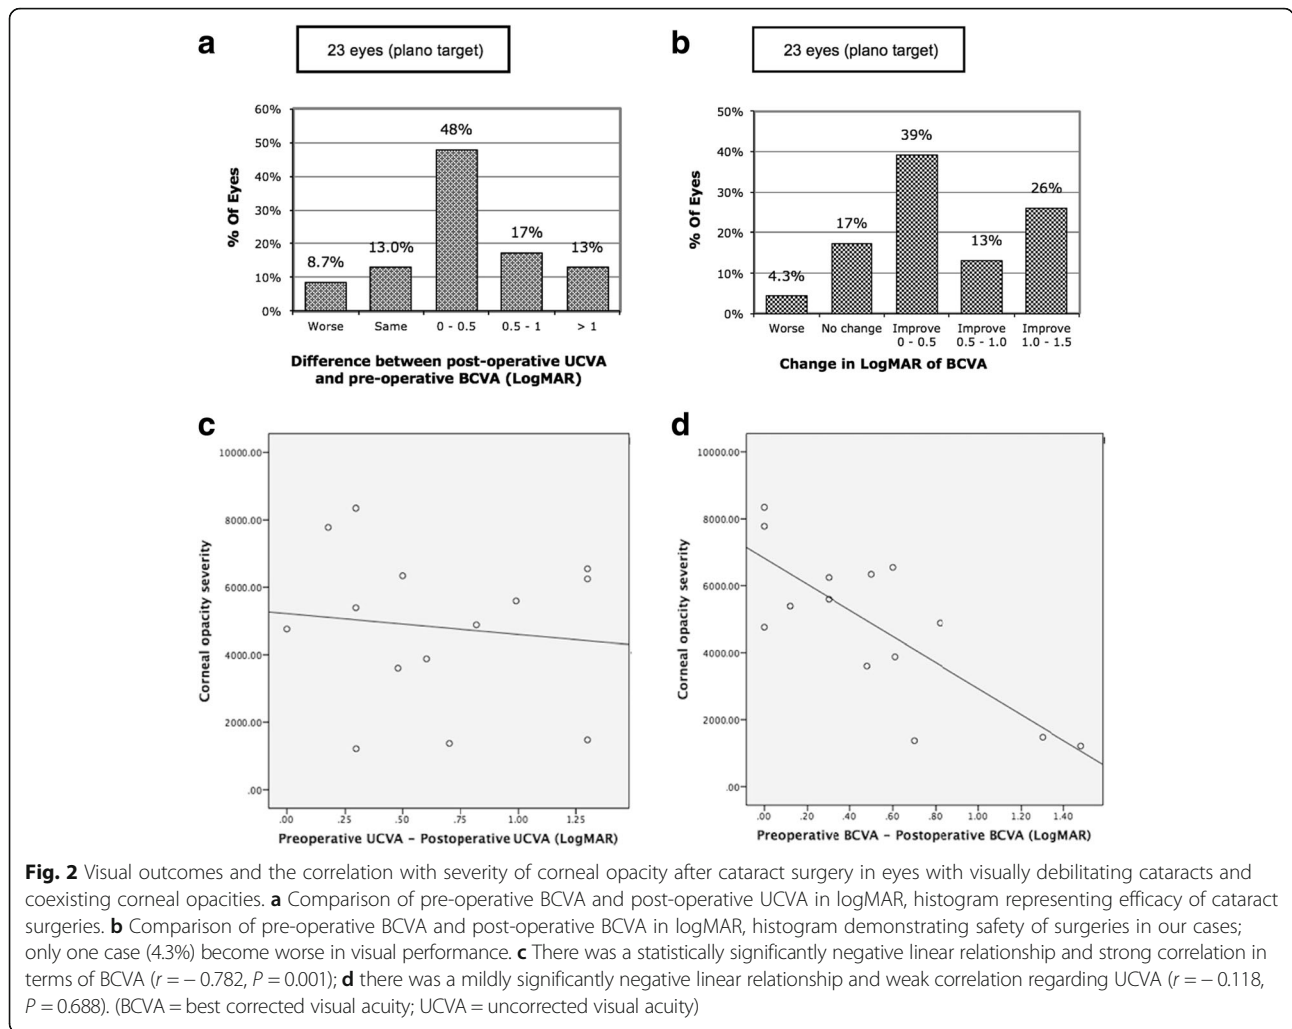 a
23 eyes (plano target)
60%
50%
40%
30%
20%
10%
0%
% Of Eyes
8.7%
13.0%
48%
17%
13%
Worse Same 0 - 0.5 0.5 - 1 > 1
Difference between post-operative UCVA
and pre-operative BCVA (LogMAR)
b
23 eyes (plano target)
50%
40%
30%
20%
10%
0%
% Of Eyes
4.3%
17%
39%
13%
26%
Worse No change Improve Improve Improve
0 - 0.5 0.5 - 1.0 1.0 - 1.5
Change in LogMAR of BCVA
c
10000.00
8000.00
6000.00
4000.00
2000.00
.00
Corneal opacity severity
.00 .25 .50 .75 1.00 1.25
Preoperative UCVA – Postoperative UCVA (LogMAR)
d
10000.00
8000.00
6000.00
4000.00
2000.00
.00
Corneal opacity severity
.00 .20 .40 .60 .80 1.00 1.20 1.40
Preoperative BCVA – Postoperative BCVA (LogMAR)
Fig. 2 Visual outcomes and the correlation with severity of corneal opacity after cataract surgery in eyes with visually debilitating cataracts and
coexisting corneal opacities. a Comparison of pre-operative BCVA and post-operative UCVA in logMAR, histogram representing efficacy of cataract
surgeries. b Comparison of pre-operative BCVA and post-operative BCVA in logMAR, histogram demonstrating safety of surgeries in our cases;
only one case (4.3%) become worse in visual performance. c There was a statistically significantly negative linear relationship and strong correlation in
terms of BCVA (r = − 0.782, P = 0.001); d there was a mildly significantly negative linear relationship and weak correlation regarding UCVA (r = − 0.118,
P = 0.688). (BCVA = best corrected visual acuity; UCVA = uncorrected visual acuity)